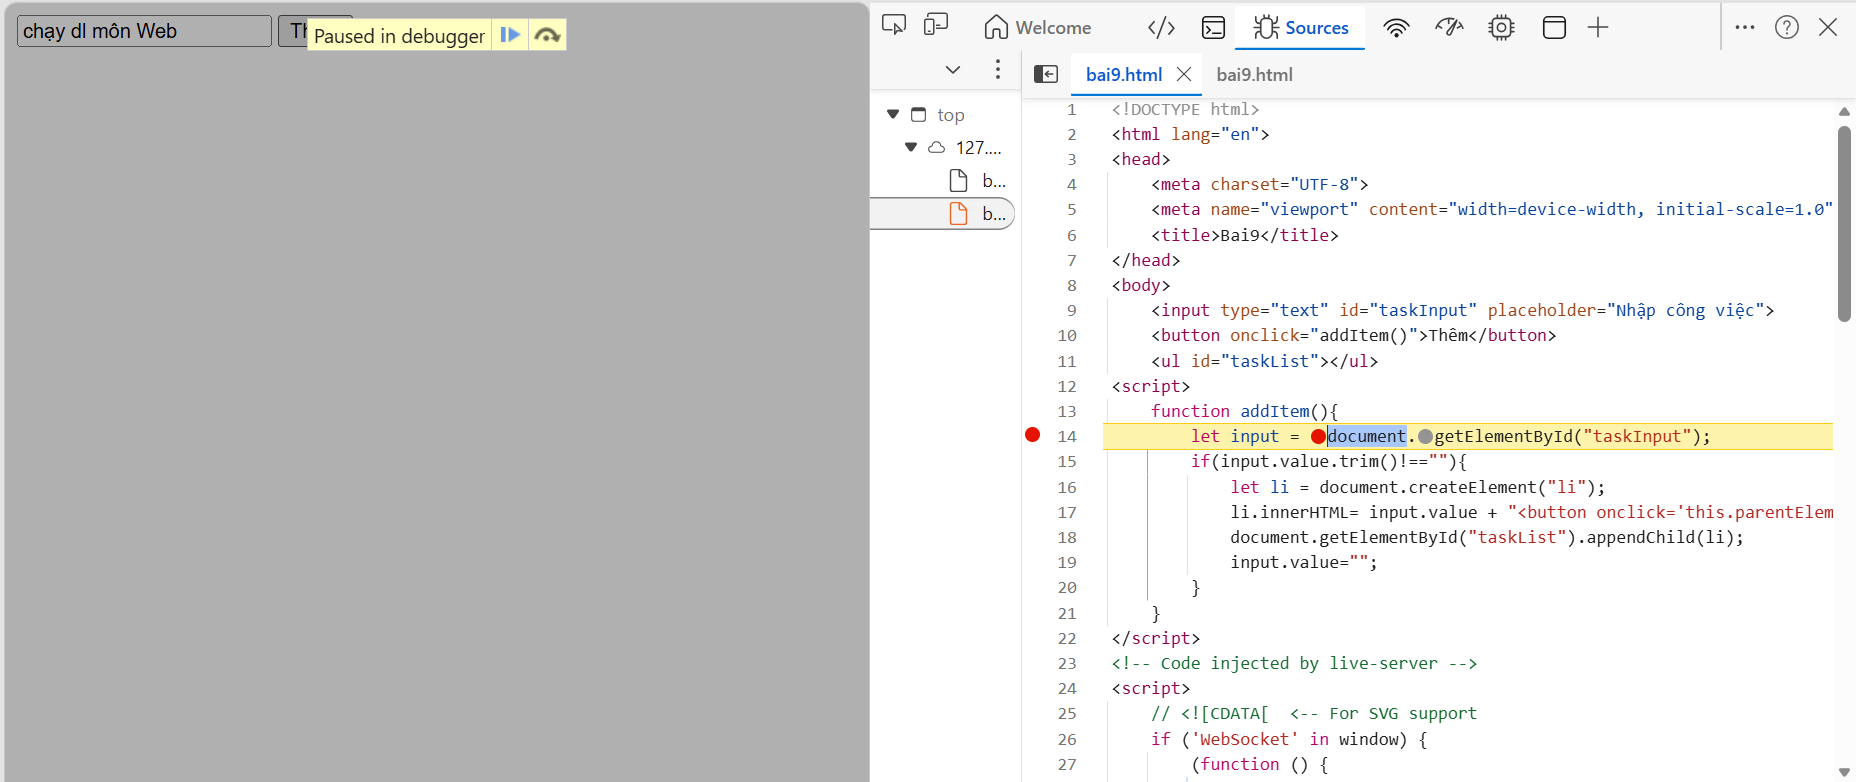 chạy dl môn Web
Th
Paused in debugger
Welcome
Sources
bai9.html
bai9.html
top
127....
b...
b...
1 <!DOCTYPE html>
2 <html lang="en">
3 <head>
4 <meta charset="UTF-8">
5 <meta name="viewport" content="width=device-width, initial-scale=1.0"
6 <title>Bai9</title>
7 </head>
8 <body>
9 <input type="text" id="taskInput" placeholder="Nhập công việc">
10 <button onclick="addItem()">Thêm</button>
11 <ul id="taskList"></ul>
12 <script>
13 function addItem(){
14 let input = document.getElementById("taskInput");
15 if(input.value.trim()!==""){
16 let li = document.createElement("li");
17 li.innerHTML= input.value + "<button onclick='this.parentElem
18 document.getElementById("taskList").appendChild(li);
19 input.value="";
20 }
21 }
22 </script>
23 <!-- Code injected by live-server -->
24 <script>
25 // <![CDATA[  <-- For SVG support
26 if ('WebSocket' in window) {
27 (function () {